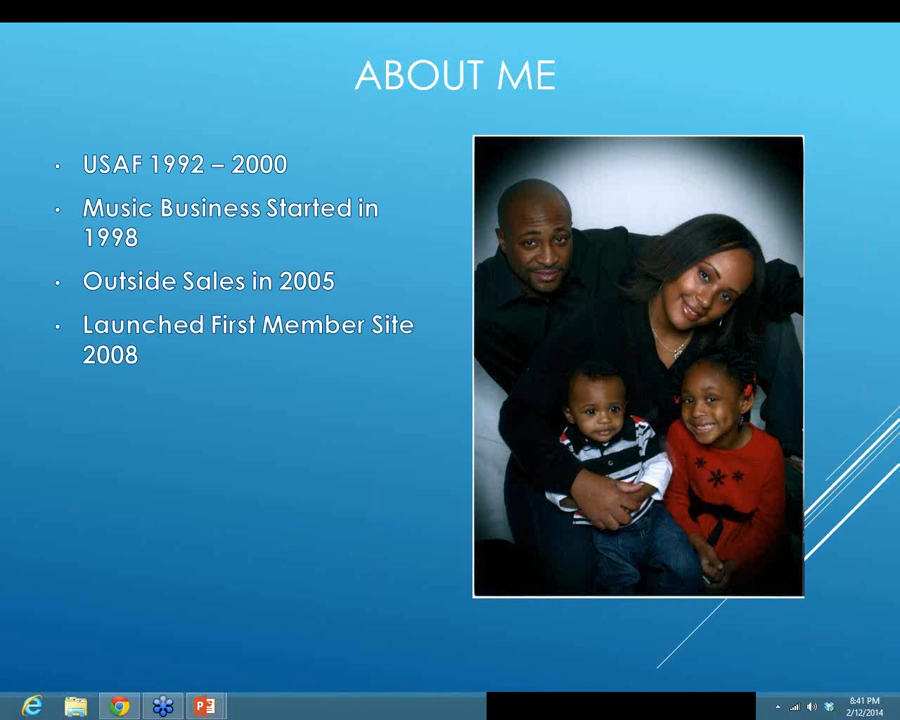 ABOUT ME
USAF 1992 – 2000
Music Business Started in
1998
Outside Sales in 2005
Launched First Member Site
2008
8:41 PM
2/12/2014